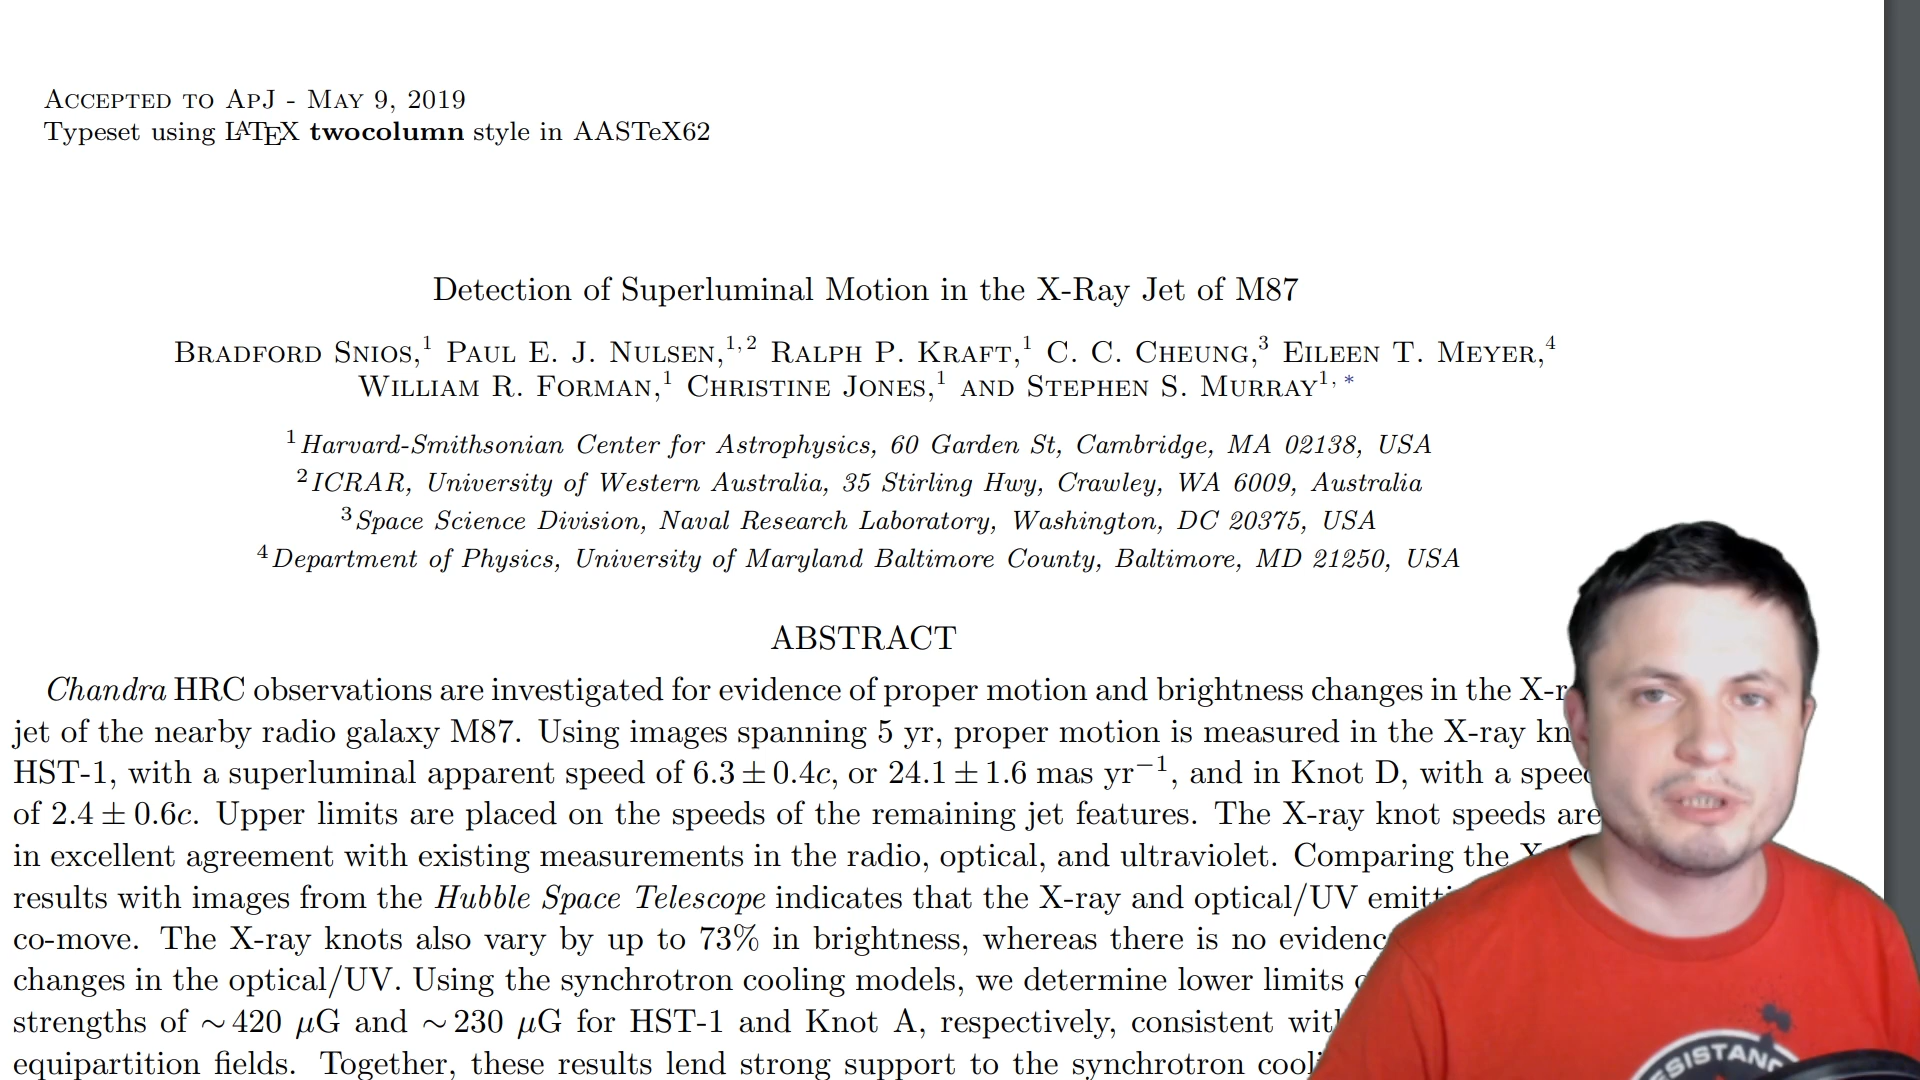 ACCEPTED TO APJ - MAY 9, 2019
Typeset using LATEX twocolumn style in AASTeX62
Detection of Superluminal Motion in the X-Ray Jet of M87
BRADFORD SNIOS,1 PAUL E. J. NULSEN,1,2 RALPH P. KRAFT,1 C. C. CHEUNG,3 EILEEN T. MEYER,4
WILLIAM R. FORMAN,1 CHRISTINE JONES,1 AND STEPHEN S. MURRAY1,*
1 Harvard-Smithsonian Center for Astrophysics, 60 Garden St, Cambridge, MA 02138, USA
2 ICRAR, University of Western Australia, 35 Stirling Hwy, Crawley, WA 6009, Australia
3 Space Science Division, Naval Research Laboratory, Washington, DC 20375, USA
4 Department of Physics, University of Maryland Baltimore County, Baltimore, MD 21250, USA
ABSTRACT
Chandra HRC observations are investigated for evidence of proper motion and brightness changes in the
jet of the nearby radio galaxy M87. Using images spanning 5 yr, proper motion is measured in the X-ray
HST-1, with a superluminal apparent speed of 6.3 ± 0.4c, or 24.1 ± 1.6 mas yr−1, and in Knot D, with a
of 2.4 ± 0.6c. Upper limits are placed on the speeds of the remaining jet features. The X-ray knot speeds are
in excellent agreement with existing measurements in the radio, optical, and ultraviolet. Comparing the
results with images from the Hubble Space Telescope indicates that the X-ray and optical/UV
co-move. The X-ray knots also vary by up to 73% in brightness, whereas there is no
changes in the optical/UV. Using the synchrotron cooling models, we determine lower limits
strengths of ∼420 μG and ∼230 μG for HST-1 and Knot A, respectively, consistent
equipartition fields. Together, these results lend strong support to the synchrotron